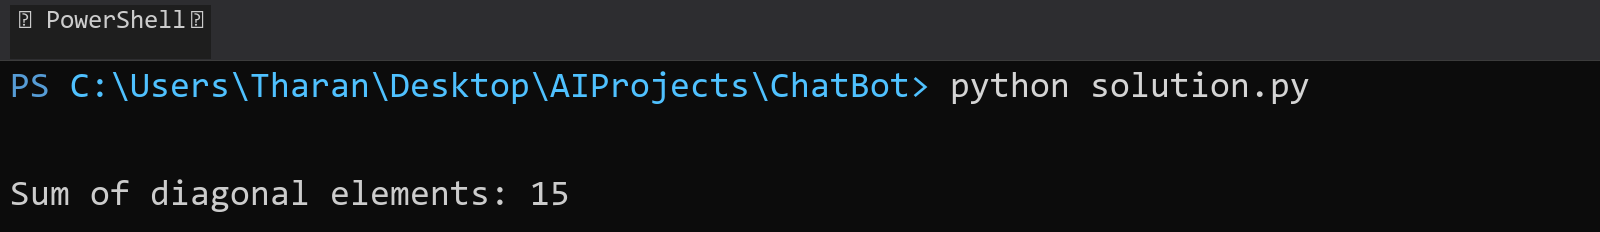 PowerShell
PS C:\Users\Tharan\Desktop\AIProjects\ChatBot> python solution.py
Sum of diagonal elements: 15